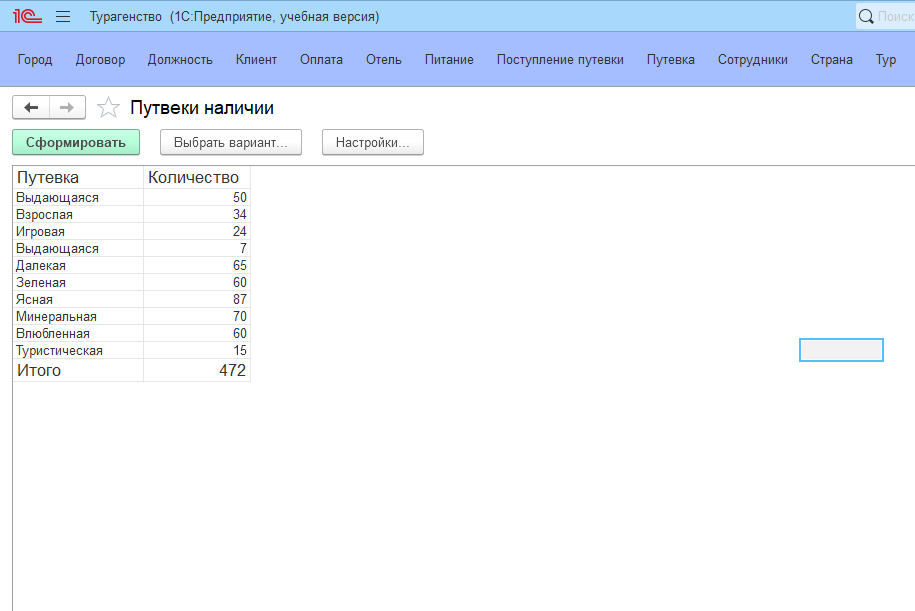 1С Турагенство (1С:Предприятие, учебная версия) Поиск
Город Договор Должность Клиент Оплата Отель Питание Поступление путевки Путевка Сотрудники Страна Тур
Путвеки наличии
Сформировать Выбрать вариант... Настройки...
Путевка Количество
Выдающаяся 50
Взрослая 34
Игровая 24
Выдающаяся 7
Далекая 65
Зеленая 60
Ясная 87
Минеральная 70
Влюбленная 60
Туристическая 15
Итого 472